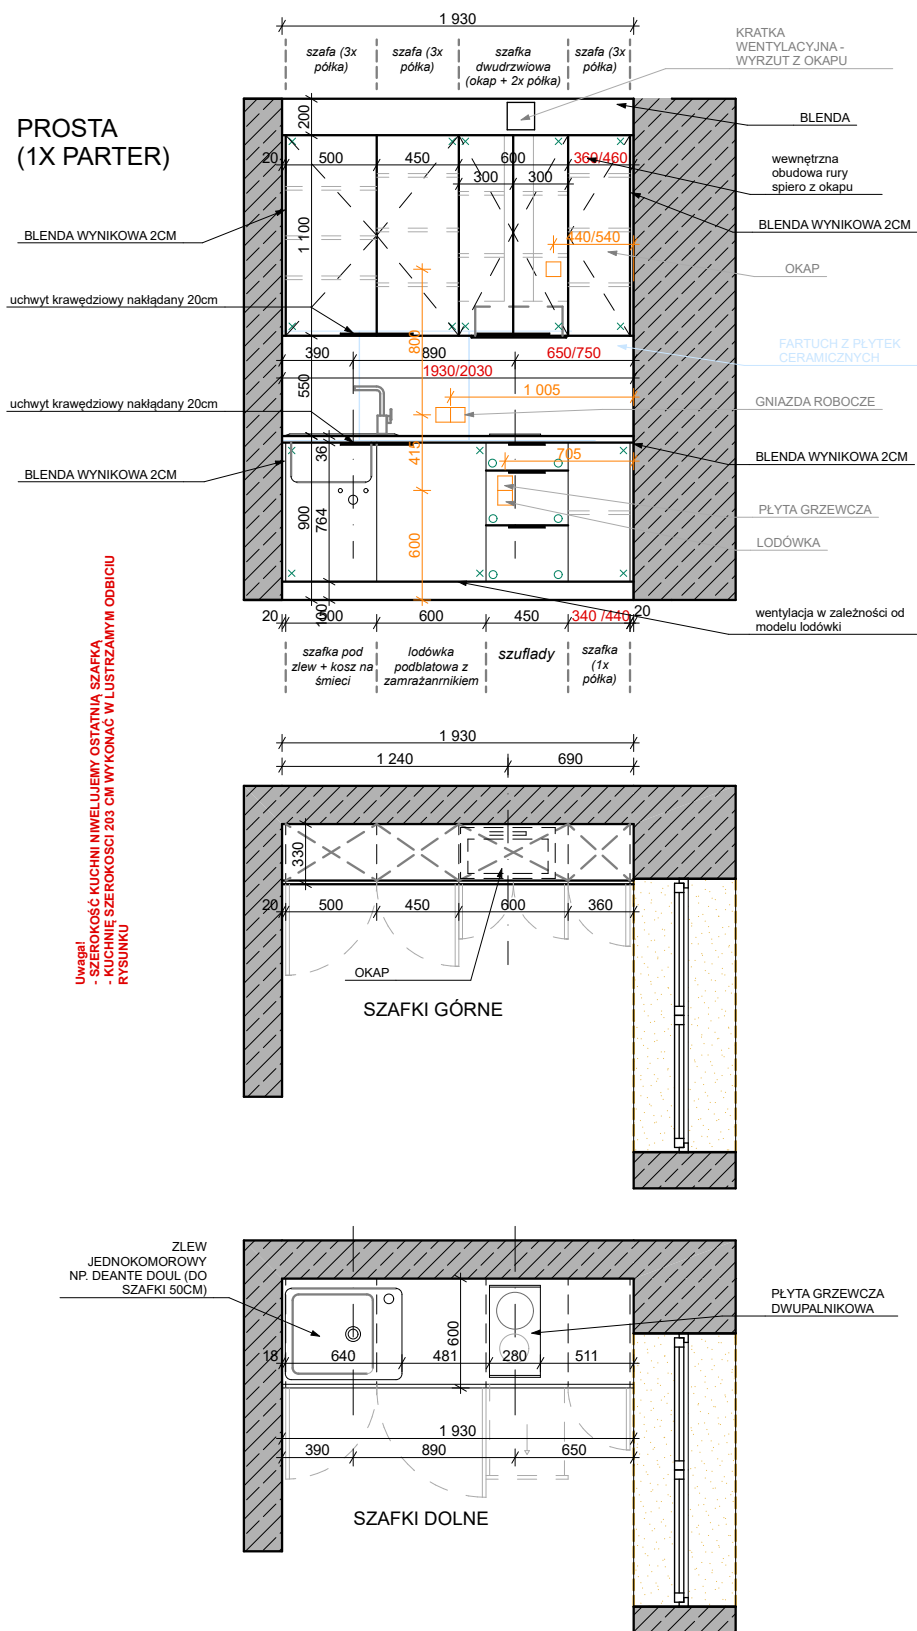 1 930
szafa (3x
półka)
szafa (3x
półka)
szafka
dwudrzwiowa
(okap + 2x półka)
szafa (3x
półka)
KRATKA
WENTYLACYJNA -
WYRZUT Z OKAPU
PROSTA
(1X PARTER)
200
BLENDA
20
500
450
600
360/460
300
300
wewnętrzna
obudowa rury
spiero z okapu
1 100
BLENDA WYNIKOWA 2CM
BLENDA WYNIKOWA 2CM
440/540
OKAP
uchwyt krawędziowy nakłądany 20cm
800
390
890
650/750
FARTUCH Z PŁYTEK
CERAMICZNYCH
1930/2030
550
1 005
GNIAZDA ROBOCZE
uchwyt krawędziowy nakłądany 20cm
36
415
705
BLENDA WYNIKOWA 2CM
BLENDA WYNIKOWA 2CM
900
764
600
PŁYTA GRZEWCZA
LODÓWKA
100
20
500
600
450
340 /440
20
wentylacja w zależności od
modelu lodówki
szafka pod
zlew + kosz na
śmieci
lodówka
podblatowa z
zamrażanrnikiem
szuflady
szafka
(1x
półka)
Uwaga!
- SZEROKOŚĆ KUCHNI NIWELUJEMY OSTATNIĄ SZAFKĄ
- KUCHNIĘ SZEROKOSCI 203 CM WYKONAĆ W LUSTRZAMYM ODBICIU
RYSUNKU
1 930
1 240
690
330
20
500
450
600
360
OKAP
SZAFKI GÓRNE
ZLEW
JEDNOKOMOROWY
NP. DEANTE DOUL (DO
SZAFKI 50CM)
PŁYTA GRZEWCZA
DWUPALNIKOWA
600
18
640
481
280
511
1 930
390
890
650
SZAFKI DOLNE